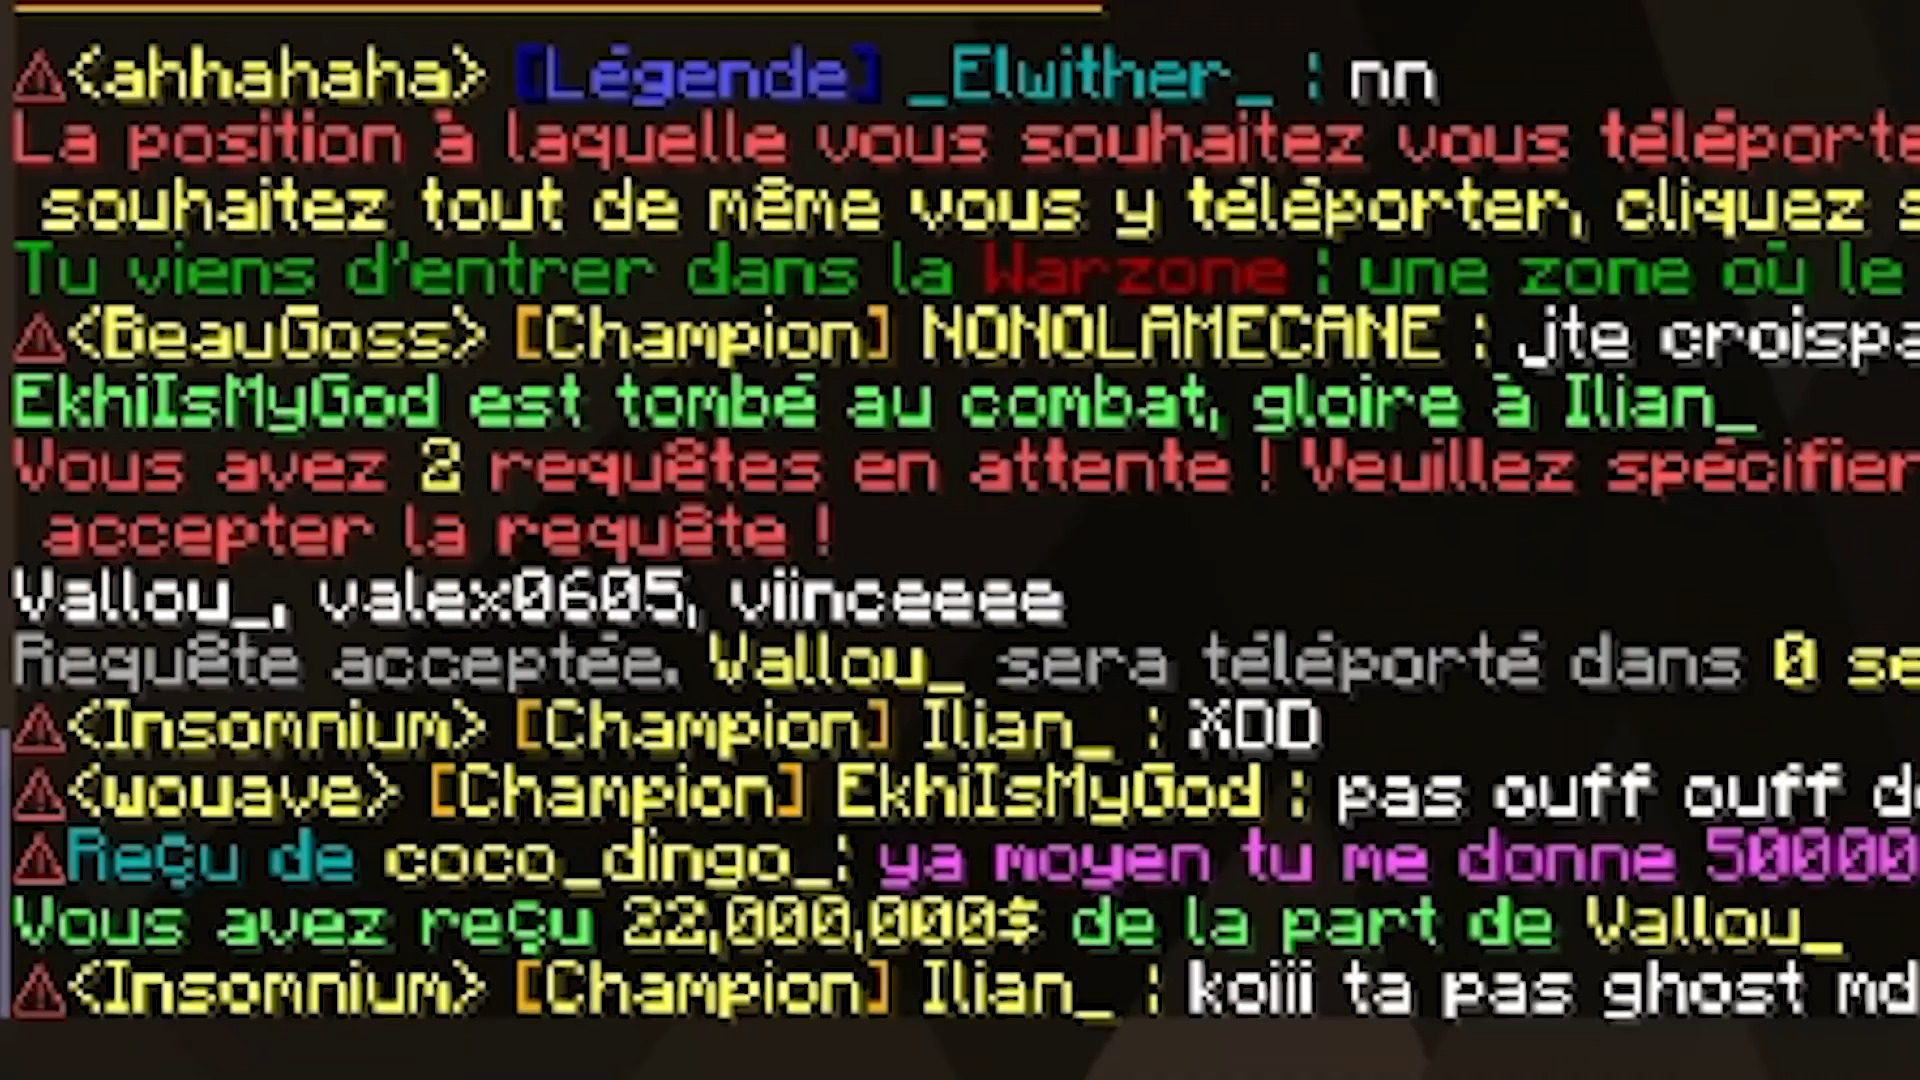 <ahhahaha> [Légende] _Elwither_ : nn
La position à laquelle vous souhaitez vous
souhaitez tout de même vous y téléporter, cliquez
Tu viens d'entrer dans la Warzone : une zone où le
<BeauGoss> [Champion] NONOLAMECANE : jte
EkhiIsMyGod est tombé au combat, gloire à Ilian_
Vous avez 2 requêtes en attente ! Veuillez spécifier
accepter la requête !
Vallou_, valex0605, viinceeee
Requête acceptée. Vallou_ sera téléporté dans 0
<Insomnium> [Champion] Ilian_ : XDD
<wouave> [Champion] EkhiIsMyGod : pas ouff ouff
Reçu de coco_dingo_: ya moyen tu me donne 50000
Vous avez reçu 22,000,000$ de la part de Vallou_
<Insomnium> [Champion] Ilian_ : koiii ta pas ghost